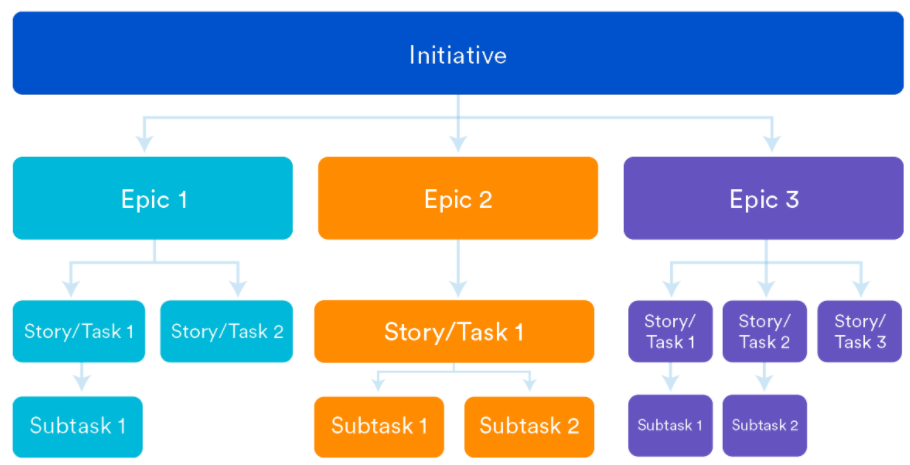 Initiative
Epic 1
Epic 2
Epic 3
Story/Task 1
Story/Task 2
Story/Task 1
Story/
Task 1
Story/
Task 2
Story/
Task 3
Subtask 1
Subtask 1
Subtask 2
Subtask 1
Subtask 2